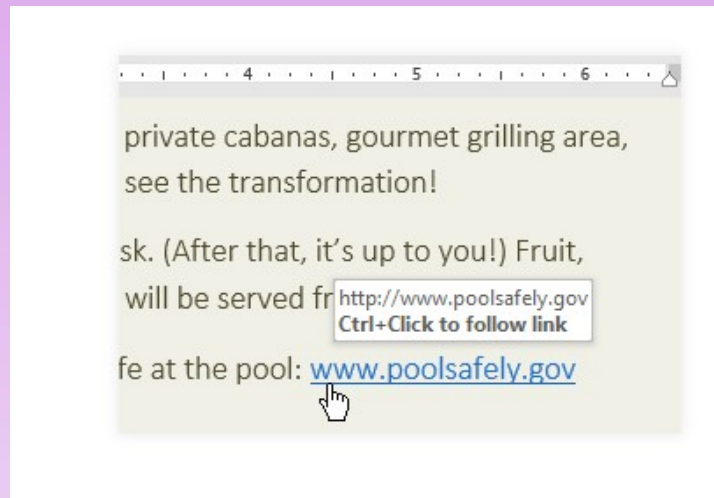 4 5 6
private cabanas, gourmet grilling area,
see the transformation!
sk. (After that, it's up to you!) Fruit,
will be served fr
http://www.poolsafely.gov
Ctrl+Click to follow link
fe at the pool: www.poolsafely.gov